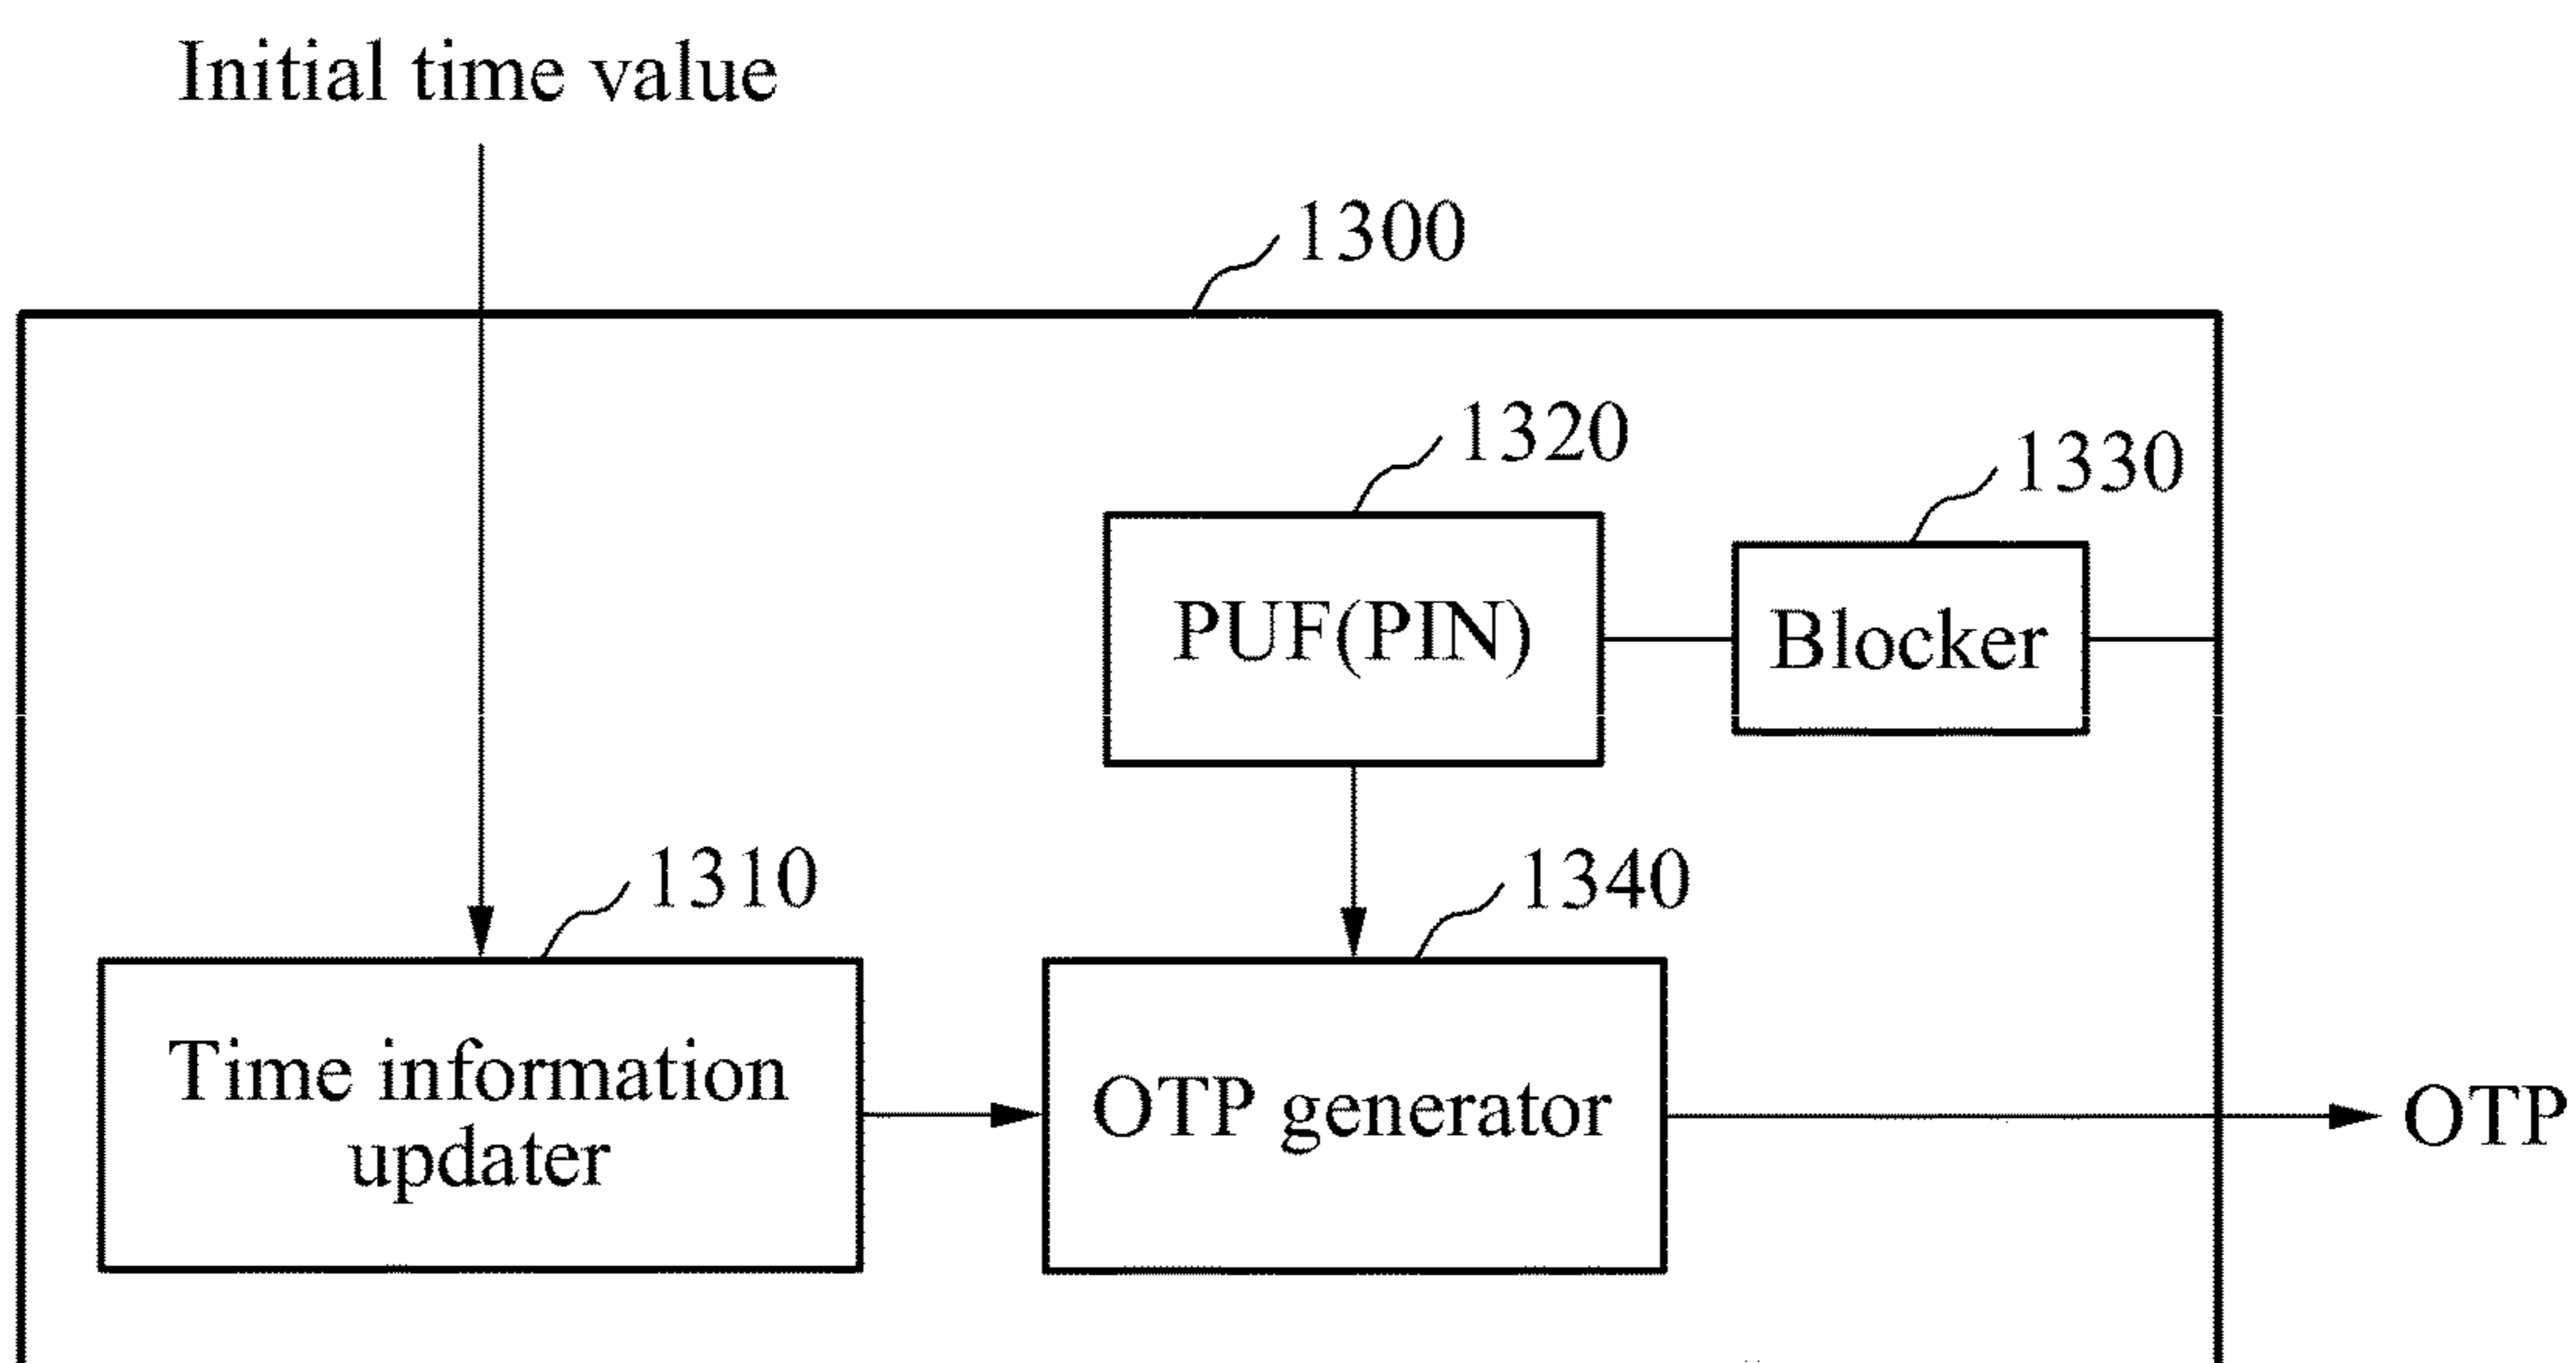 Initial time value
1300
1320
1330
PUF(PIN)
Blocker
1310
1340
Time information
updater
OTP generator
OTP